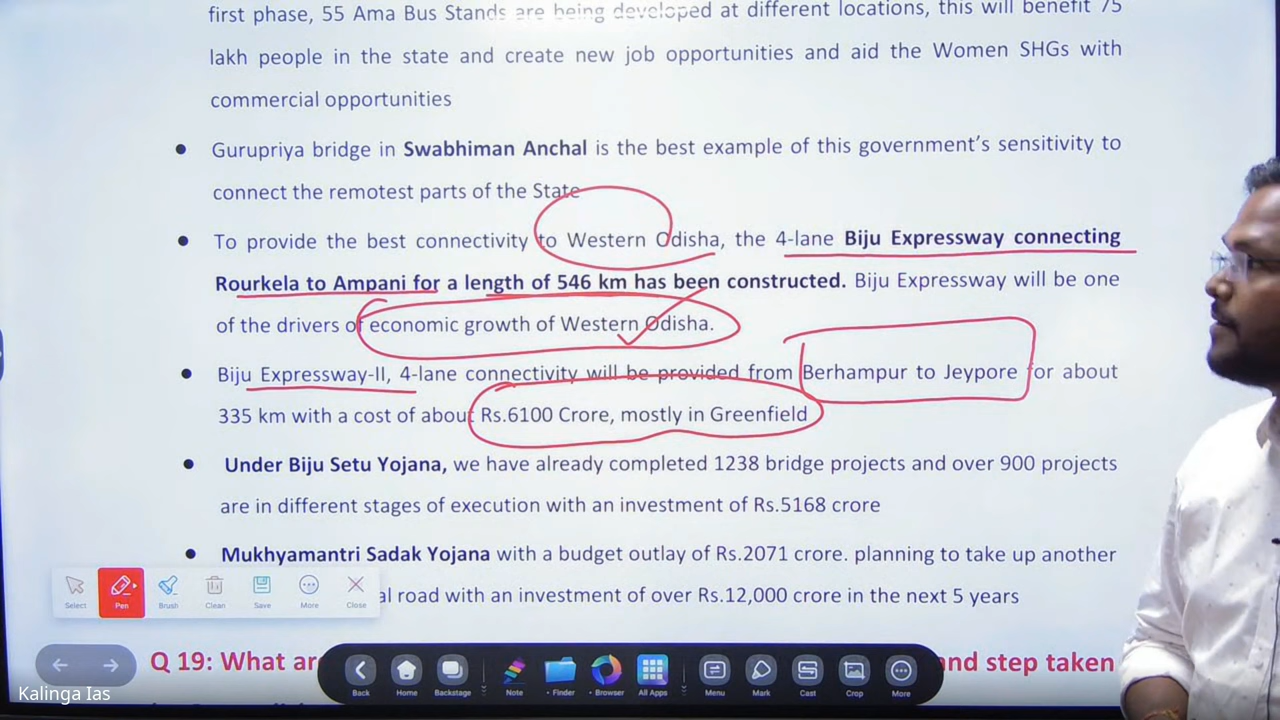 first phase, 55 Ama Bus Stands are being developed at different locations, this will benefit 75
lakh people in the state and create new job opportunities and aid the Women SHGs with
commercial opportunities
• Gurupriya bridge in Swabhiman Anchal is the best example of this government's sensitivity to
connect the remotest parts of the State
• To provide the best connectivity to Western Odisha, the 4-lane Biju Expressway connecting
Rourkela to Ampani for a length of 546 km has been constructed. Biju Expressway will be one
of the drivers of economic growth of Western Odisha.
• Biju Expressway-II, 4-lane connectivity will be provided from Berhampur to Jeypore for about
335 km with a cost of about Rs.6100 Crore, mostly in Greenfield
• Under Biju Setu Yojana, we have already completed 1238 bridge projects and over 900 projects
are in different stages of execution with an investment of Rs.5168 crore
• Mukhyamantri Sadak Yojana with a budget outlay of Rs.2071 crore. planning to take up another
al road with an investment of over Rs.12,000 crore in the next 5 years
Select Pen Brush Clean Save More Close
Q 19: What ar and step taken
Back Home Backstage Note Finder Browser All Apps Menu Mark Cast Crop More
Kalinga Ias